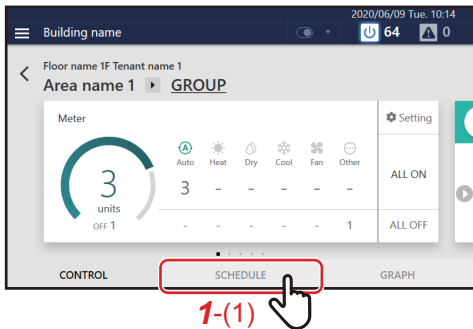 2020/06/09 Tue. 10:14
Building name
64
0
Floor name 1F Tenant name 1
Area name 1 GROUP
Meter
Setting
A
Auto Heat Dry Cool Fan Other
3 - - - - -
3
units
OFF 1
- - - - - 1
ALL ON
ALL OFF
CONTROL SCHEDULE GRAPH
1-(1)